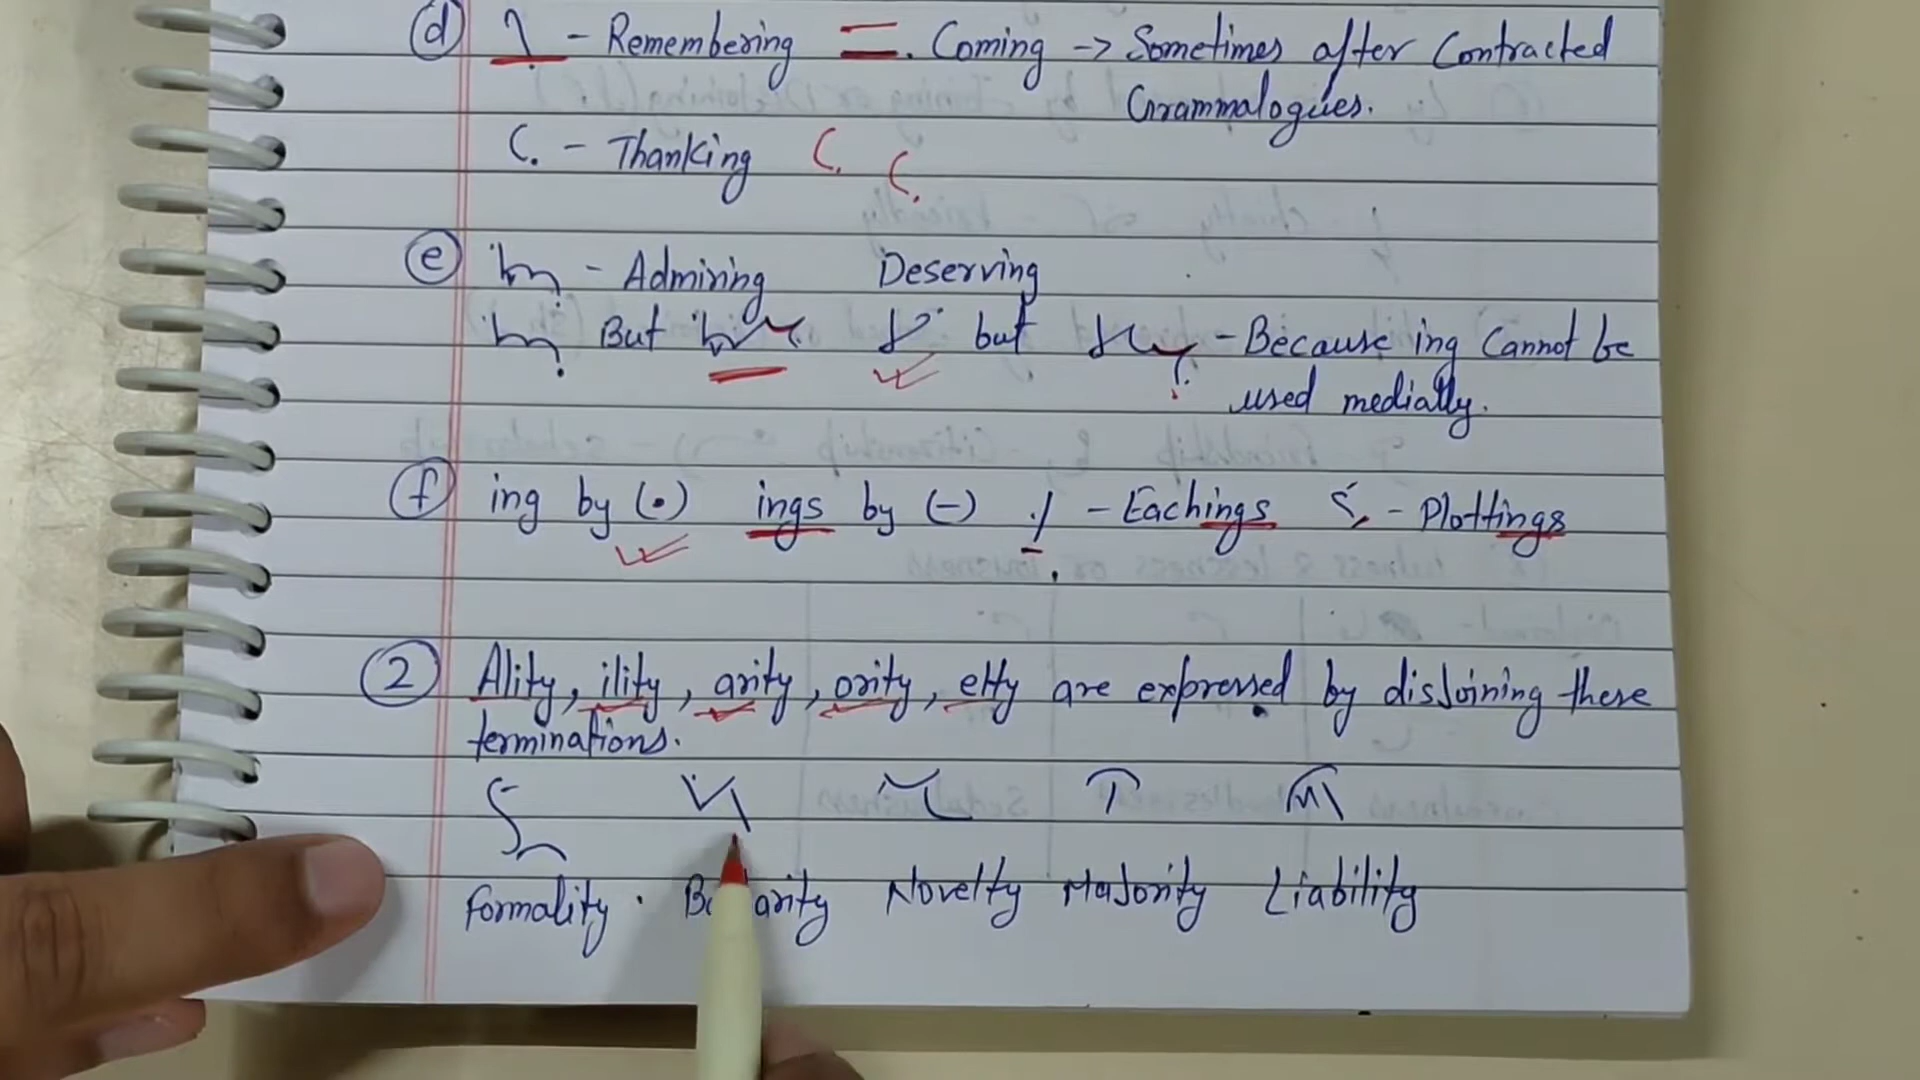 (d) - Remembering = . Coming -> Sometimes after Contracted
Grammalogues.
- Thanking
(e) - Admiring Deserving
But but - Because ing Cannot be
used medially.
(f) ing by (.) ings by (-) - Eachings - Plottings
(2) Ality, ility, arity, ority, elty are expressed by disjoining these
terminations.
Formality . Novelty Majority Liability